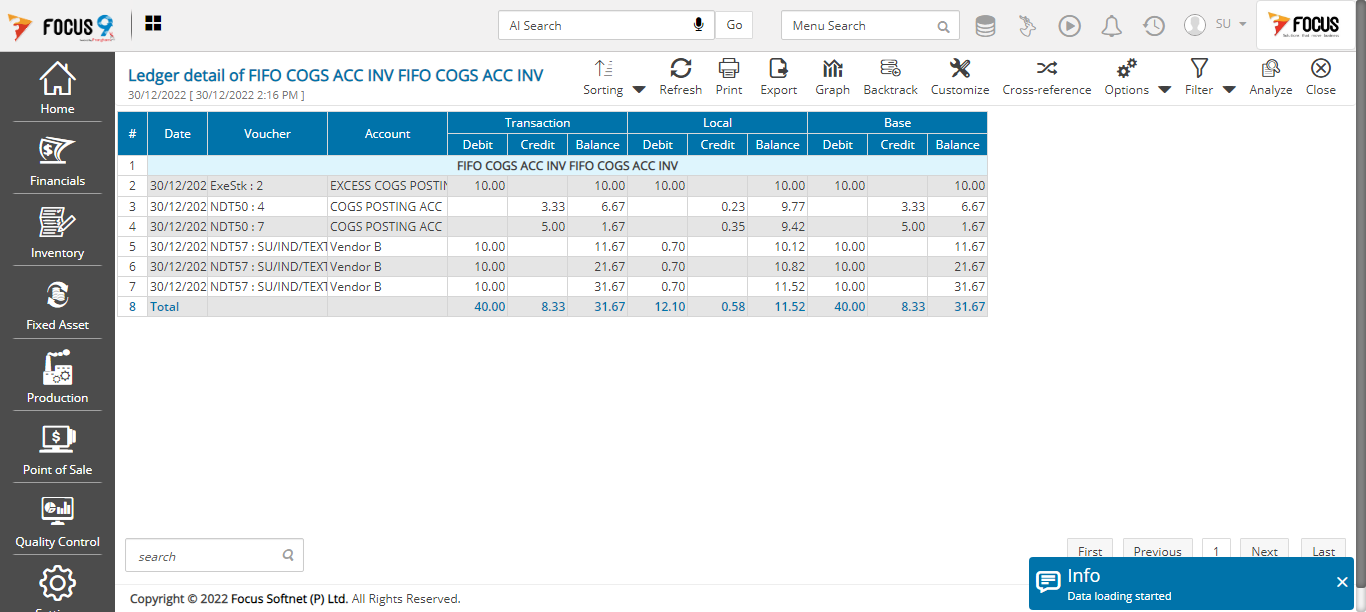 FOCUS 9
AI Search
Go
Menu Search
SU
FOCUS
Home
Financials
Inventory
Fixed Asset
Production
Point of Sale
Quality Control
Ledger detail of FIFO COGS ACC INV FIFO COGS ACC INV
30/12/2022 [ 30/12/2022 2:16 PM ]
Sorting Refresh Print Export Graph Backtrack Customize Cross-reference Options Filter Analyze Close
# Date Voucher Account Transaction Local Base
Debit Credit Balance Debit Credit Balance Debit Credit Balance
1 FIFO COGS ACC INV FIFO COGS ACC INV
2 30/12/202 ExeStk : 2 EXCESS COGS POSTIN 10.00 10.00 10.00 10.00 10.00 10.00
3 30/12/202 NDT50 : 4 COGS POSTING ACC 3.33 6.67 0.23 9.77 3.33 6.67
4 30/12/202 NDT50 : 7 COGS POSTING ACC 5.00 1.67 0.35 9.42 5.00 1.67
5 30/12/202 NDT57 : SU/IND/TEXT Vendor B 10.00 11.67 0.70 10.12 10.00 11.67
6 30/12/202 NDT57 : SU/IND/TEXT Vendor B 10.00 21.67 0.70 10.82 10.00 21.67
7 30/12/202 NDT57 : SU/IND/TEXT Vendor B 10.00 31.67 0.70 11.52 10.00 31.67
8 Total 40.00 8.33 31.67 12.10 0.58 11.52 40.00 8.33 31.67
search
First Previous 1 Next Last
Info
Data loading started
Copyright © 2022 Focus Softnet (P) Ltd. All Rights Reserved.